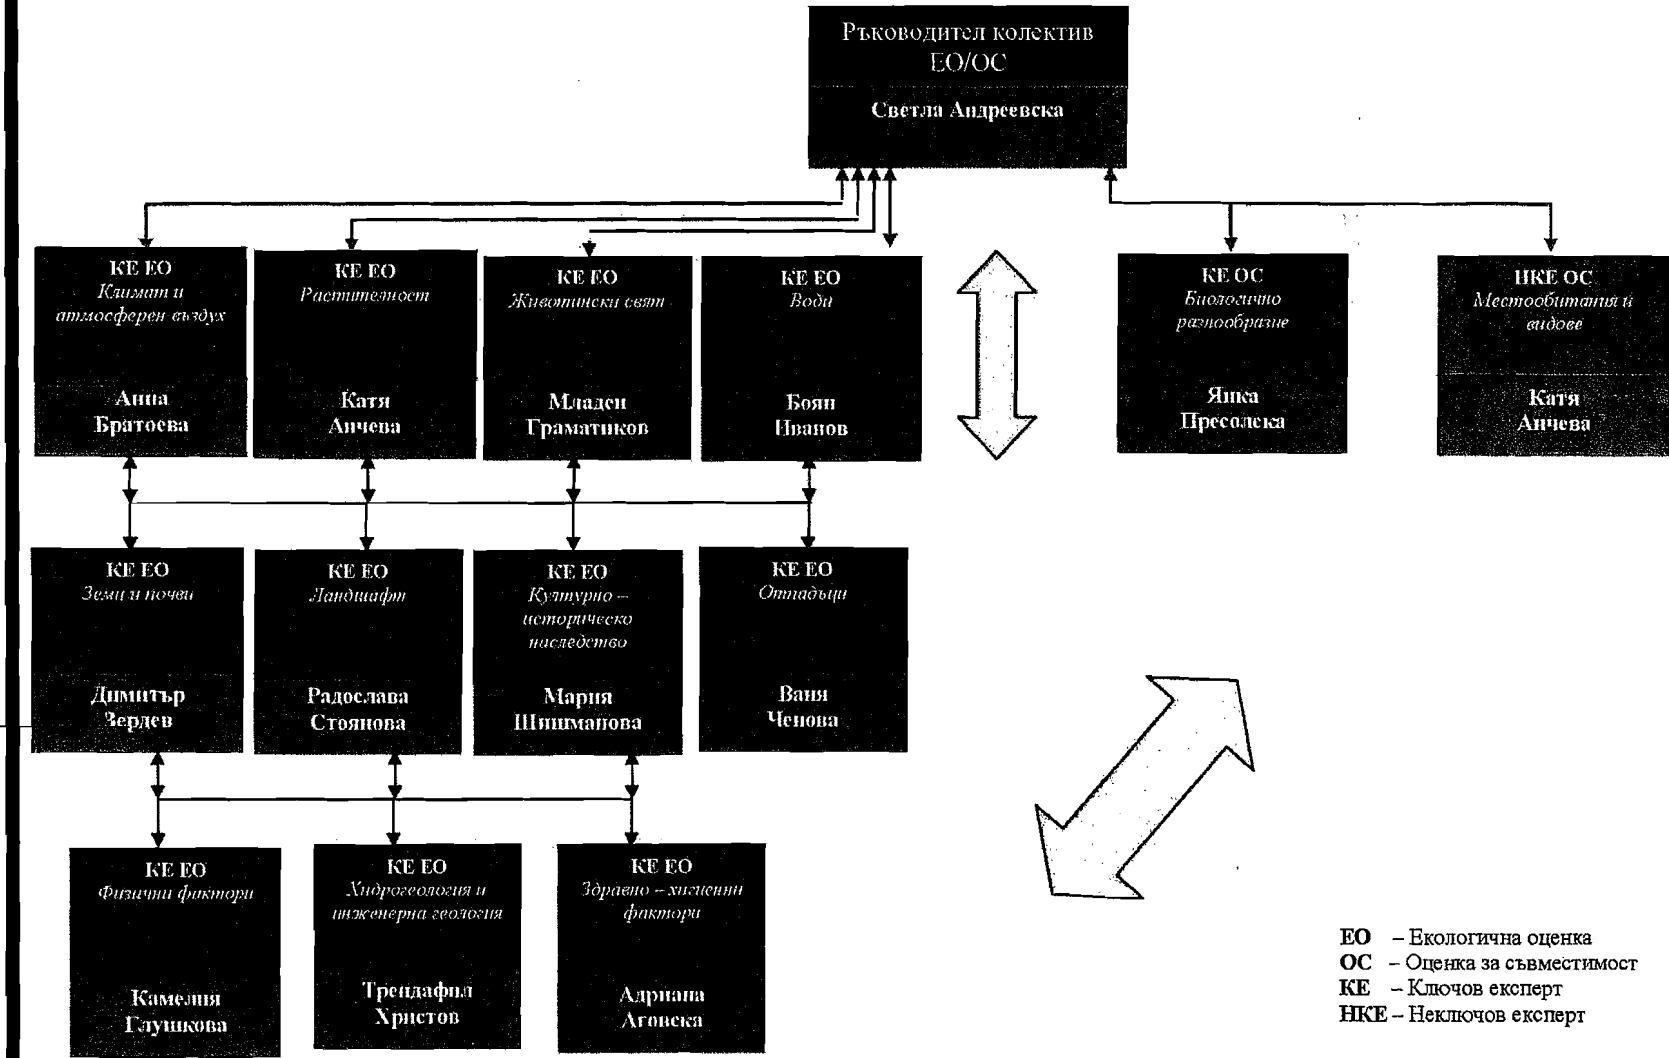 Ръководител колектив
ЕО/ОС
Светла Андреевска
КЕ ЕО
Климат и
атмосферен въздух
Анна
Братоева
КЕ ЕО
Растителност
Катя
Анчева
КЕ ЕО
Животински свят
Младен
Граматиков
КЕ ЕО
Води
Боян
Иванов
КЕ ОС
Биологично
разнообразие
Янка
Пресолска
НКЕ ОС
Местообитания и
видове
Катя
Анчева
КЕ ЕО
Земи и почви
Димитър
Зердев
КЕ ЕО
Ландшафт
Радослава
Стоянова
КЕ ЕО
Културно –
историческо
наследство
Мария
Шишманова
КЕ ЕО
Отпадъци
Ваня
Ченова
КЕ ЕО
Физични фактори
Камелия
Глушкова
КЕ ЕО
Хидрогеология и
инженерна геология
Трендафил
Христов
КЕ ЕО
Здравно – хигиенни
фактори
Адриана
Аговска
ЕО – Екологична оценка
ОС – Оценка за съвместимост
КЕ – Ключов експерт
НКЕ – Неключов експерт